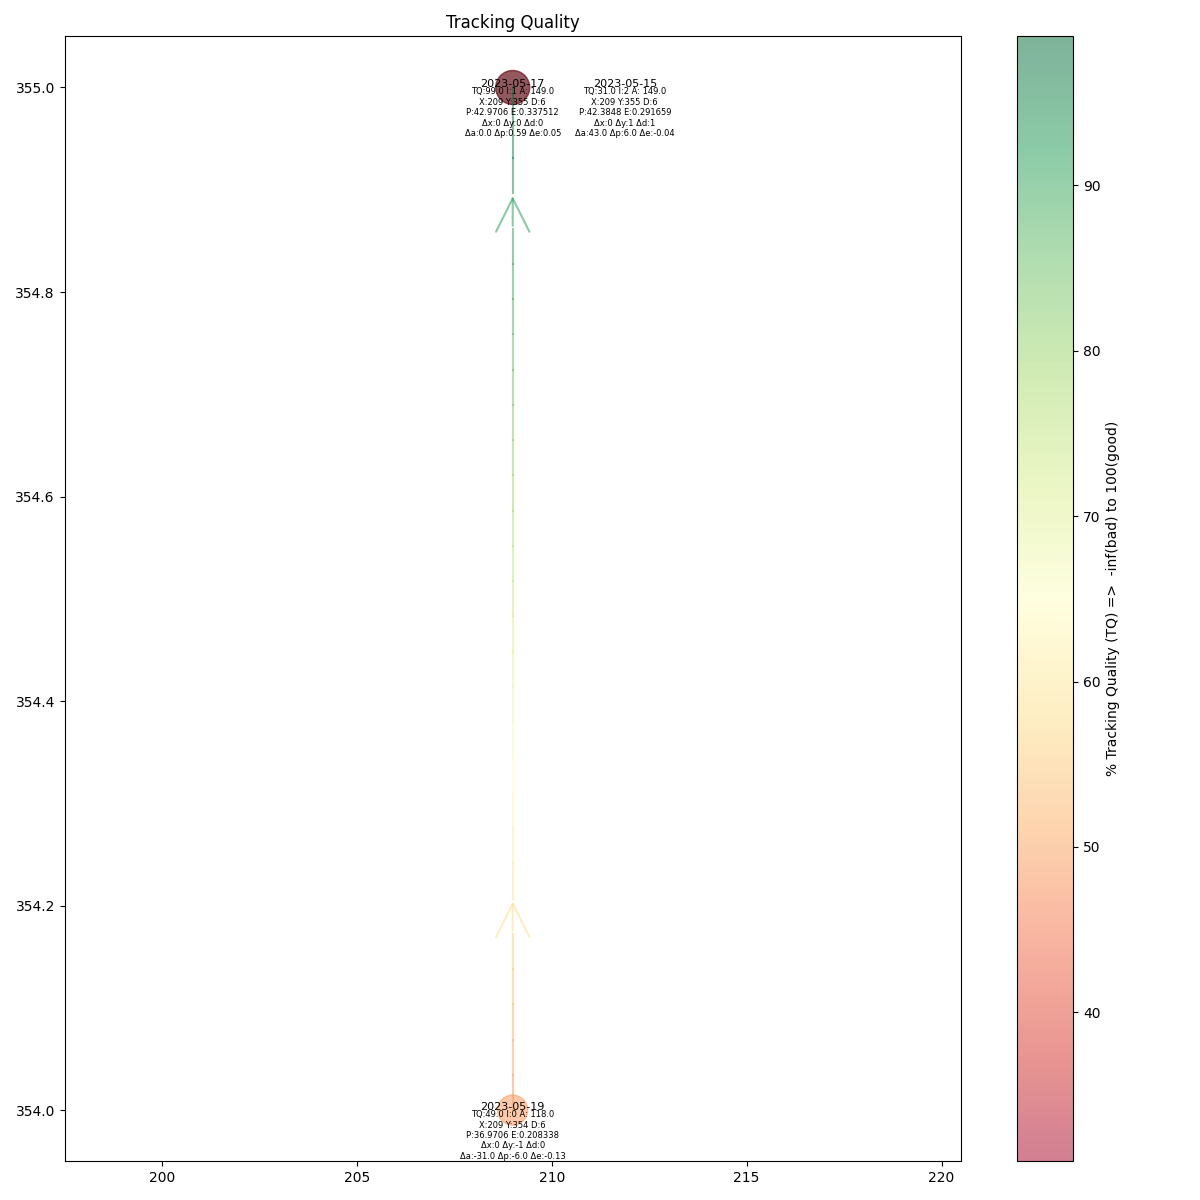 Tracking Quality
355.0
354.8
354.6
354.4
354.2
354.0
200
205
210
215
220
2023-05-17
TQ:99.0 I:1 A: 149.0
X:209 Y:355 D:6
P:42.9706 E:0.337512
Δx:0 Δy:0 Δd:0
Δa:0.0 Δp:0.59 Δe:0.05
2023-05-15
TQ:31.0 I:2 A: 149.0
X:209 Y:355 D:6
P:42.3848 E:0.291659
Δx:0 Δy:1 Δd:1
Δa:43.0 Δp:6.0 Δe:-0.04
2023-05-19
TQ:49.0 I:0 A: 118.0
X:209 Y:354 D:6
P:36.9706 E:0.208338
Δx:0 Δy:-1 Δd:0
Δa:-31.0 Δp:-6.0 Δe:-0.13
90
80
70
60
50
40
% Tracking Quality (TQ) => -inf(bad) to 100(good)